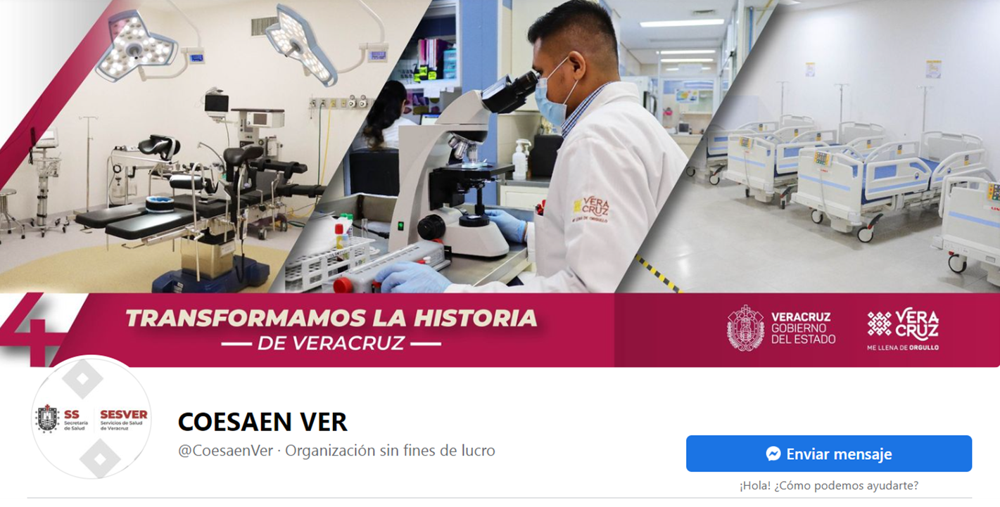 VERA
CRUZ
ME LLENA DE ORGULLO
4
TRANSFORMAMOS LA HISTORIA
DE VERACRUZ
VERACRUZ
GOBIERNO
DEL ESTADO
VERA
CRUZ
ME LLENA DE ORGULLO
SS
Secretaría
de Salud
SESVER
Servicios de Salud
de Veracruz
COESAEN VER
@CoesaenVer · Organización sin fines de lucro
Enviar mensaje
¡Hola! ¿Cómo podemos ayudarte?